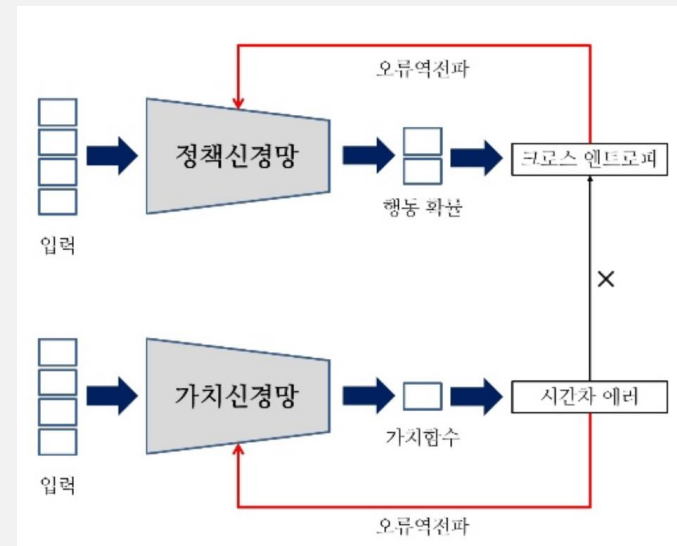 오류역전파
정책신경망
크로스 엔트로피
행동 확률
입력
×
가치신경망
시간차 에러
가치함수
입력
오류역전파